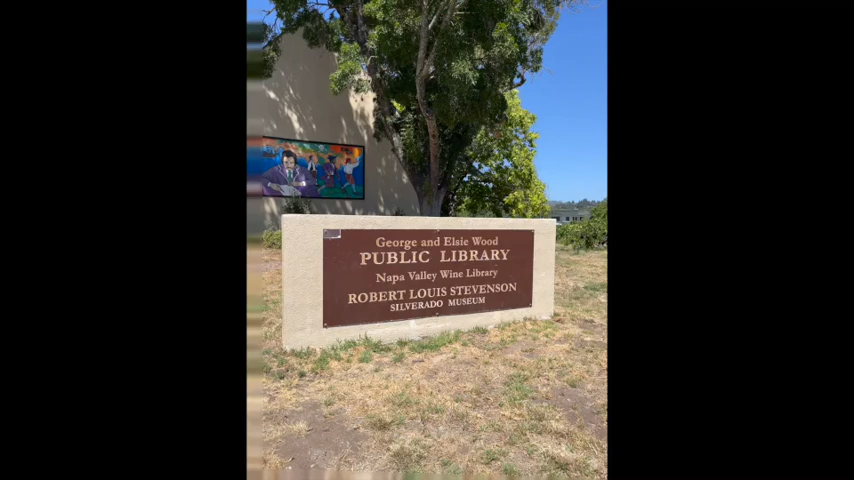 George and Elsie Wood
PUBLIC LIBRARY
Napa Valley Wine Library
ROBERT LOUIS STEVENSON
SILVERADO MUSEUM